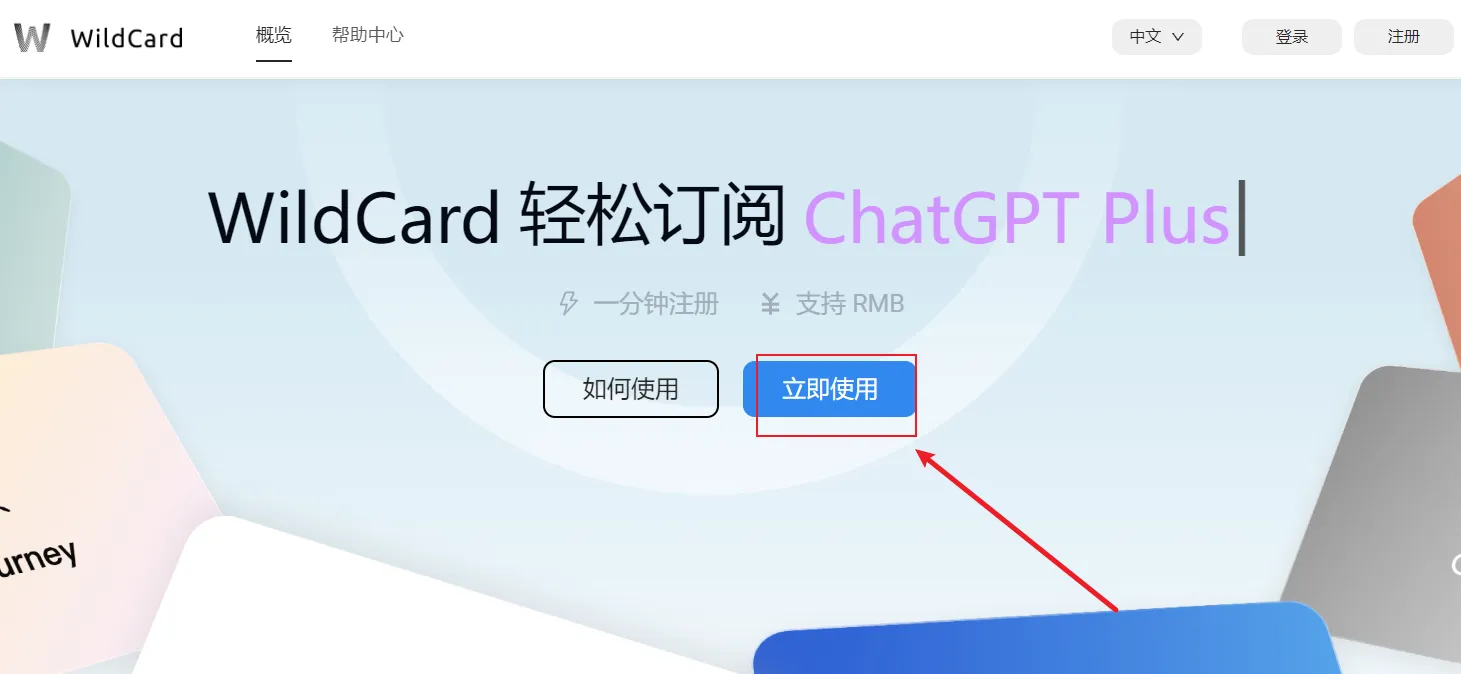 WildCard 概览 帮助中心 中文 登录 注册
WildCard 轻松订阅 ChatGPT Plus
一分钟注册 支持 RMB
如何使用 立即使用
urney